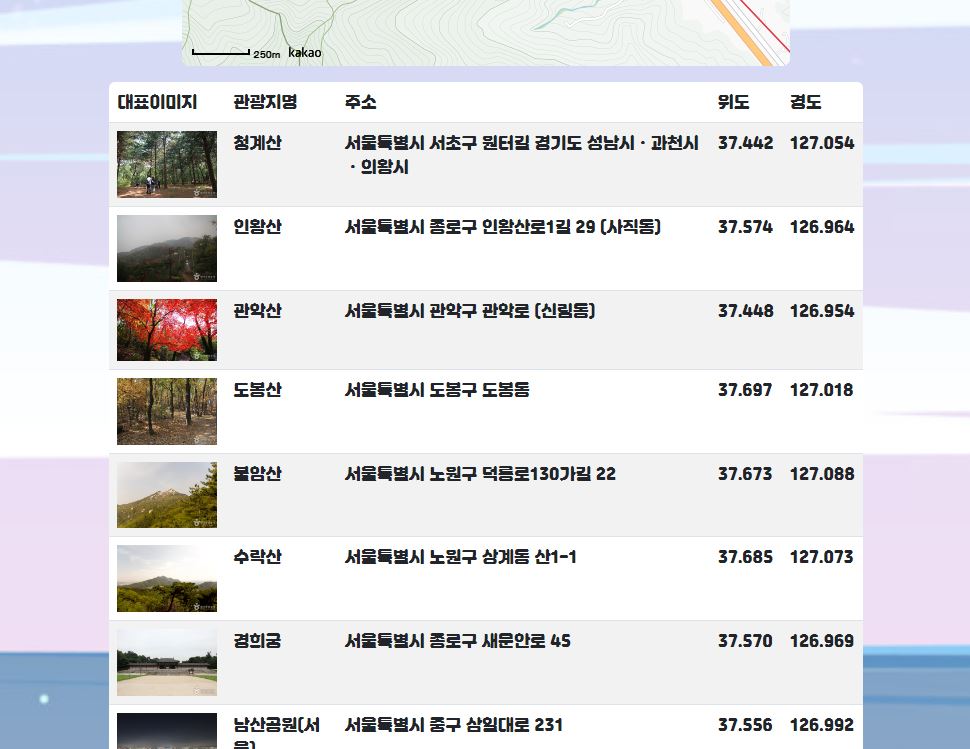 250m kakao
대표이미지 관광지명 주소 위도 경도
청계산 서울특별시 서초구 원터길 경기도 성남시 · 과천시 37.442 127.054
· 의왕시
인왕산 서울특별시 종로구 인왕산로1길 29 (사직동) 37.574 126.964
관악산 서울특별시 관악구 관악로 (신림동) 37.448 126.954
도봉산 서울특별시 도봉구 도봉동 37.697 127.018
불암산 서울특별시 노원구 덕릉로130가길 22 37.673 127.088
수락산 서울특별시 노원구 상계동 산1-1 37.685 127.073
경희궁 서울특별시 종로구 새문안로 45 37.570 126.969
남산공원(서 서울특별시 중구 삼일대로 231 37.556 126.992
울)